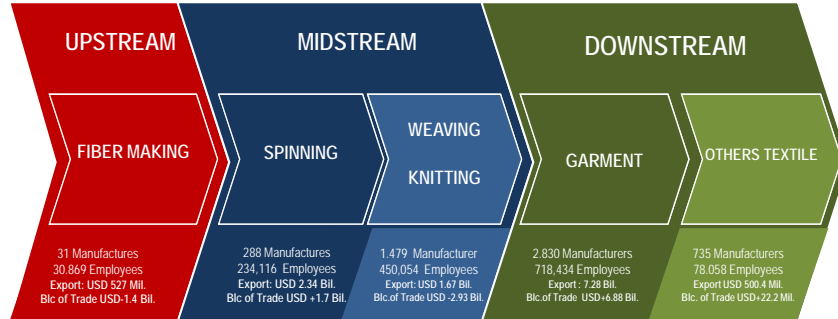 UPSTREAM
MIDSTREAM
DOWNSTREAM
FIBER MAKING
SPINNING
WEAVING
KNITTING
GARMENT
OTHERS TEXTILE
31 Manufactures
30.869 Employees
Export: USD 527 Mil.
Blc of Trade USD-1.4 Bil.
288 Manufactures
234,116 Employees
Export: USD 2.34 Bil.
Blc. of Trade USD +1.7 Bil.
1.479 Manufacturer
450,054 Employees
Export: USD 1.67 Bil.
Blc of Trade USD -2.93 Bil.
2.830 Manufacturers
718,434 Employees
Export : 7.28 Bil.
Blc.of Trade USD+6.88 Bil.
735 Manufacturers
78.058 Employees
Export USD 500.4 Mil.
Blc. of Trade USD+22.2 Mil.